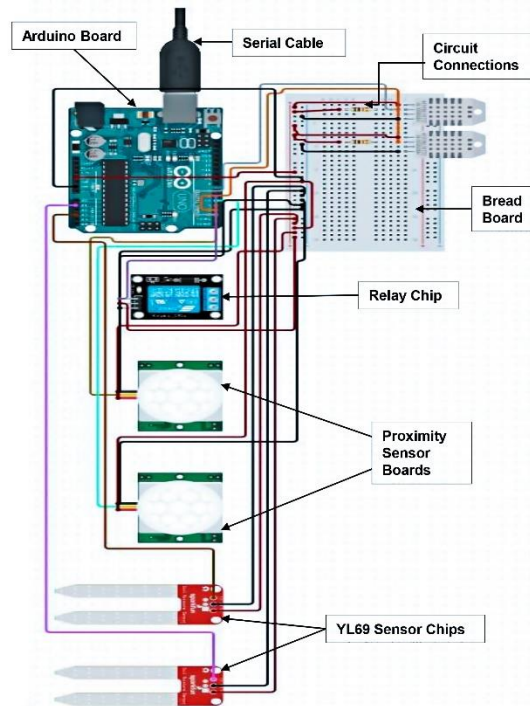 Arduino Board
Serial Cable
Circuit
Connections
Bread
Board
Relay Chip
Proximity
Sensor
Boards
YL69 Sensor Chips